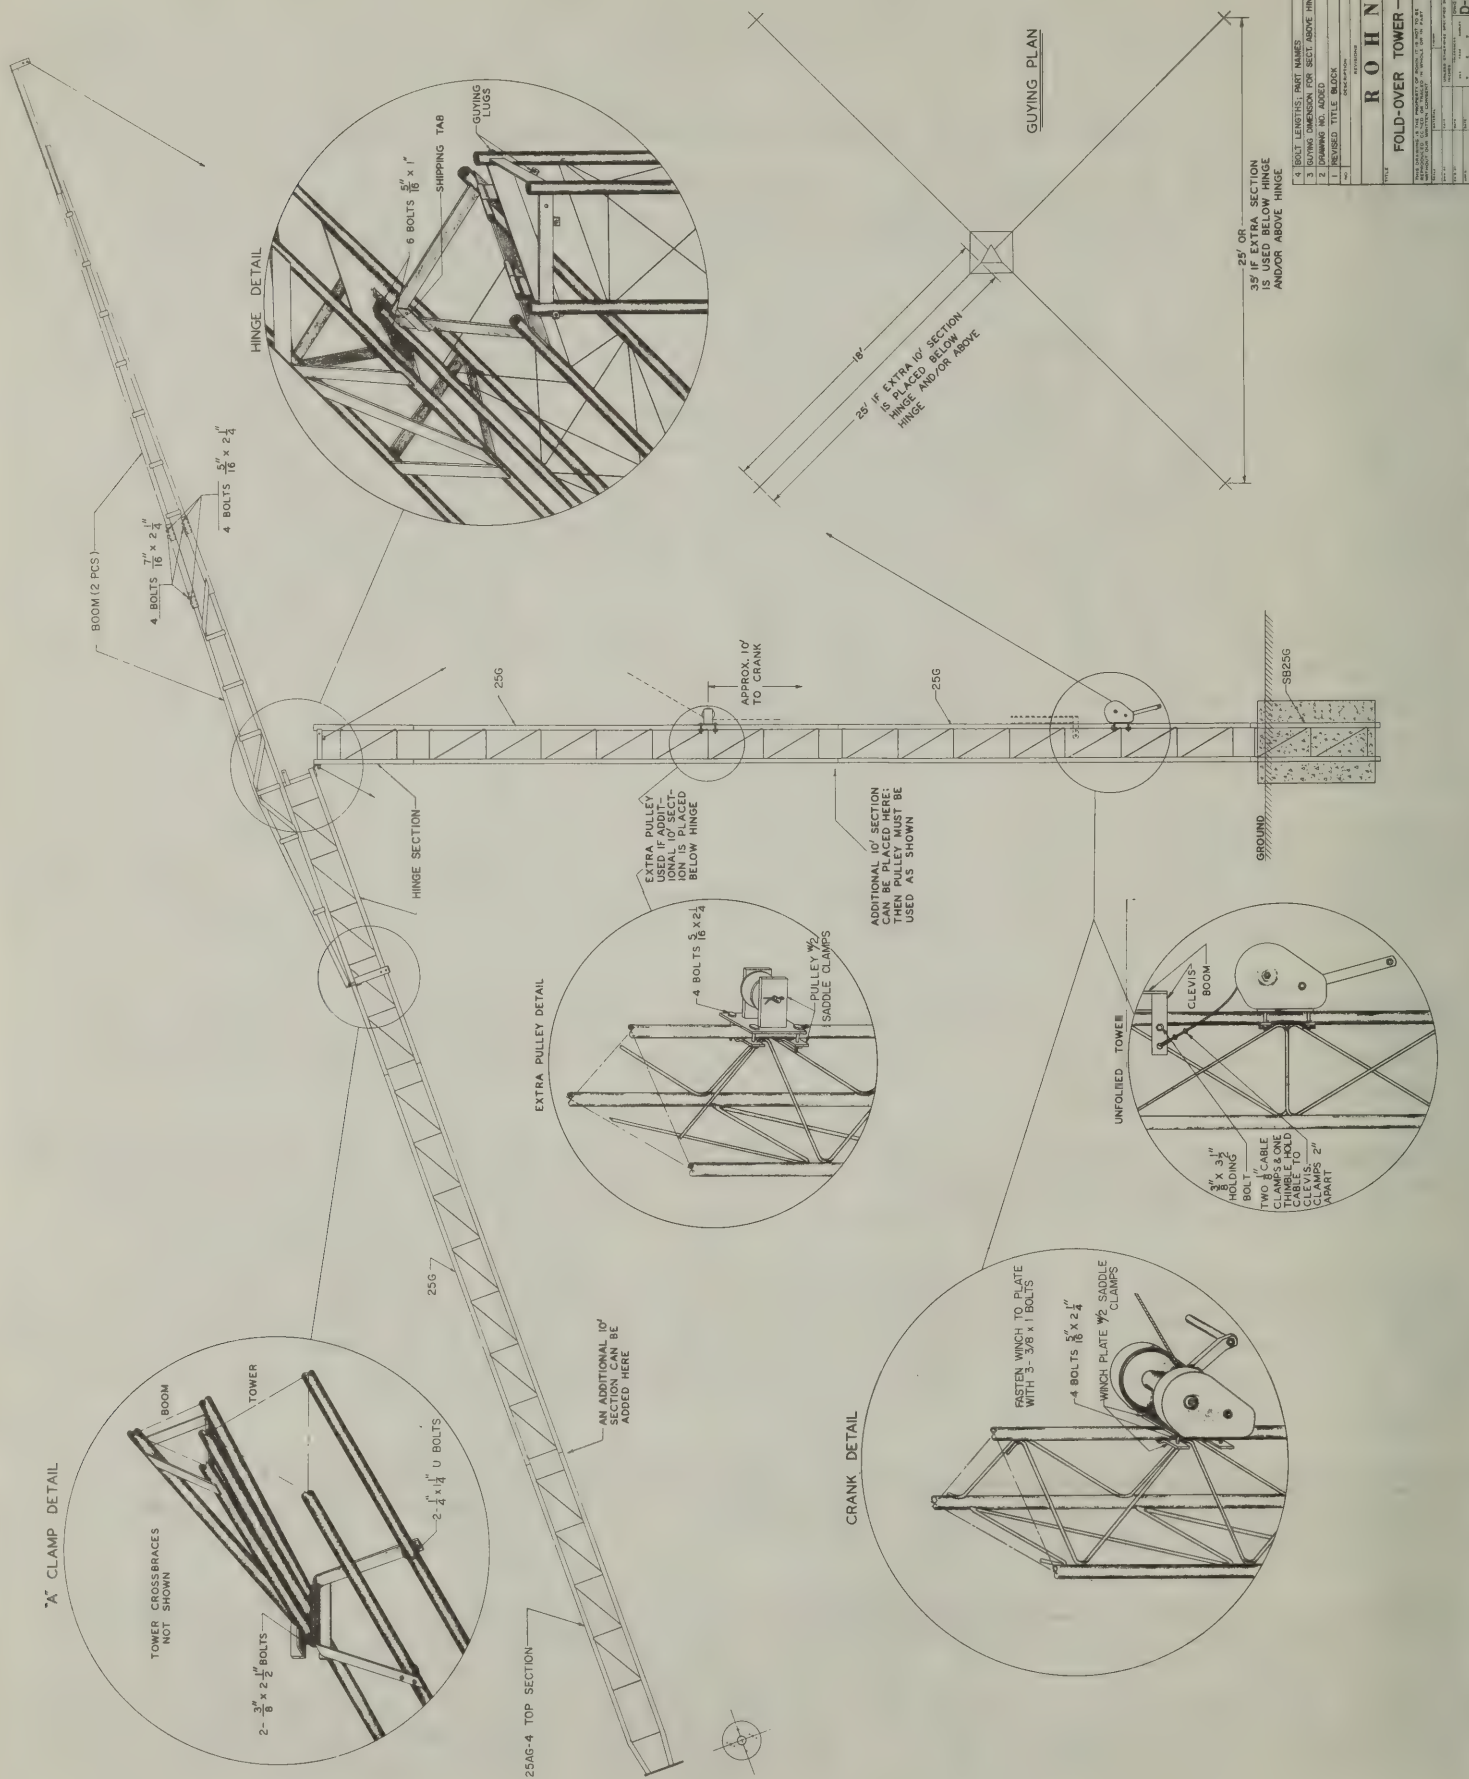 "A" CLAMP DETAIL
TOWER CROSSBRACES
NOT SHOWN
BOOM
TOWER
2- 3/8" X 2 1/2" BOLTS
2- 1/4" X 1 1/4" U BOLTS
25AG-4 TOP SECTION
25G
AN ADDITIONAL 10'
SECTION CAN BE
ADDED HERE
BOOM (2 PCS)
4 BOLTS 7/16" X 2 1/4"
4 BOLTS 5/16" X 2 1/4"
HINGE DETAIL
6 BOLTS 5/16" X 1"
SHIPPING TAB
GUYING
LUGS
HINGE SECTION
25G
EXTRA PULLEY
USED IF ADDIT-
IONAL 10' SECT-
ION IS PLACED
BELOW HINGE
APPROX. 10'
TO CRANK
25G
ADDITIONAL 10' SECTION
CAN BE PLACED HERE;
THEN PULLEY MUST BE
USED AS SHOWN
GROUND
SB25G
EXTRA PULLEY DETAIL
4 BOLTS 5/16 X 2 1/4
PULLEY W/2
SADDLE CLAMPS
CRANK DETAIL
FASTEN WINCH TO PLATE
WITH 3- 3/8 x 1 BOLTS
4 BOLTS 5/16" X 2 1/4"
WINCH PLATE W/2 SADDLE
CLAMPS
UNFOLDED TOWER
CLEVIS
BOOM
3/8" X 3 1/2"
HOLDING
BOLT
TWO 1/8" CABLE
CLAMPS & ONE
THIMBLE HOLD
CABLE TO
CLEVIS.
CLAMPS 2"
APART
GUYING PLAN
18'
25' IF EXTRA 10' SECTION
IS PLACED BELOW
HINGE AND/OR ABOVE
HINGE
25' OR
35' IF EXTRA SECTION
IS USED BELOW HINGE
AND/OR ABOVE HINGE
4 BOLT LENGTHS; PART NAMES
3 GUYING DIMENSION FOR SECT. ABOVE HIN
2 DRAWING NO. ADDED
1 REVISED TITLE BLOCK
NO. DESCRIPTION
REVISIONS
ROHN
TITLE
FOLD-OVER TOWER-
D-